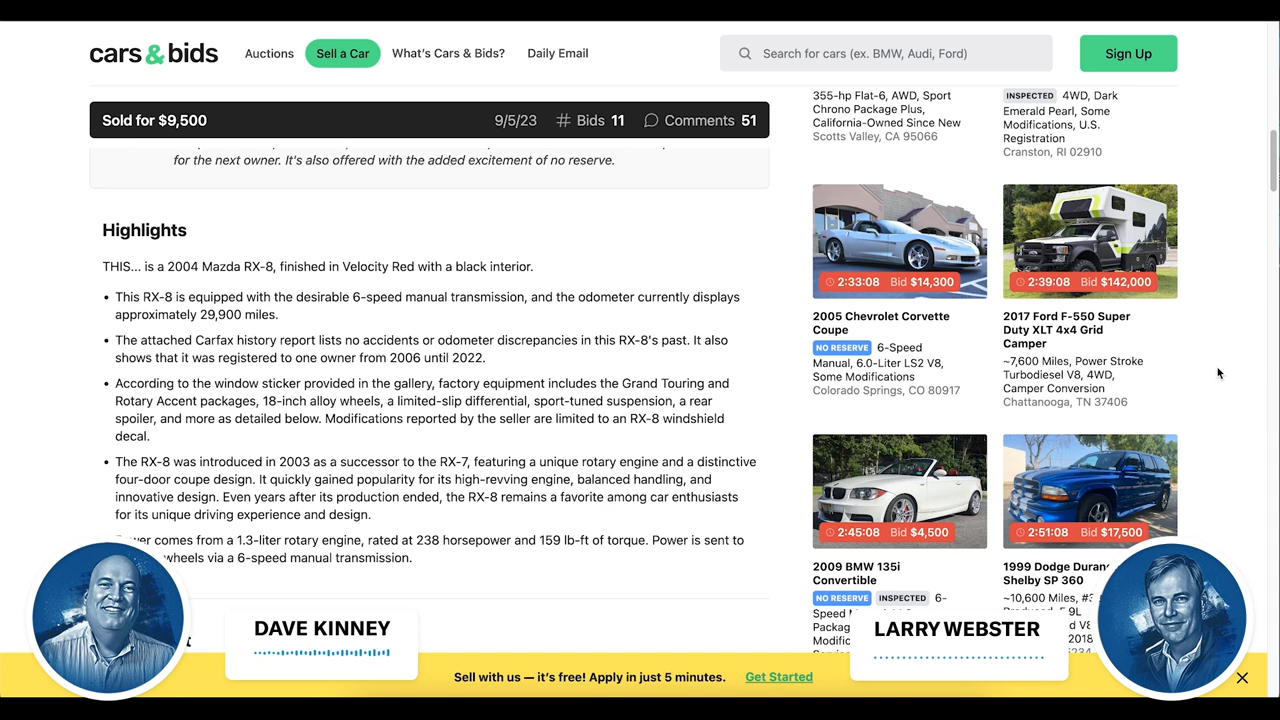 cars & bids
Auctions
Sell a Car
What's Cars & Bids?
Daily Email
Search for cars (ex. BMW, Audi, Ford)
Sign Up
Sold for $9,500
9/5/23
Bids 11
Comments 51
for the next owner. It's also offered with the added excitement of no reserve.
Highlights
THIS... is a 2004 Mazda RX-8, finished in Velocity Red with a black interior.
• This RX-8 is equipped with the desirable 6-speed manual transmission, and the odometer currently displays
approximately 29,900 miles.
• The attached Carfax history report lists no accidents or odometer discrepancies in this RX-8's past. It also
shows that it was registered to one owner from 2006 until 2022.
• According to the window sticker provided in the gallery, factory equipment includes the Grand Touring and
Rotary Accent packages, 18-inch alloy wheels, a limited-slip differential, sport-tuned suspension, a rear
spoiler, and more as detailed below. Modifications reported by the seller are limited to an RX-8 windshield
decal.
• The RX-8 was introduced in 2003 as a successor to the RX-7, featuring a unique rotary engine and a distinctive
four-door coupe design. It quickly gained popularity for its high-revving engine, balanced handling, and
innovative design. Even years after its production ended, the RX-8 remains a favorite among car enthusiasts
for its unique driving experience and design.
comes from 1.3-liter rotary engine, rated at 238 horsepower and 159 lb-ft of torque. Power is sent to
wheels via a 6-speed manual transmission.
355-hp Flat-6, AWD, Sport
Chrono Package Plus,
California-Owned Since New
Scotts Valley, CA 95066
INSPECTED 4WD, Dark
Emerald Pearl, Some
Modifications, U.S.
Registration
Cranston, RI 02910
2:33:08 Bid $14,300
2005 Chevrolet Corvette
Coupe
NO RESERVE 6-Speed
Manual, 6.0-Liter LS2 V8,
Some Modifications
Colorado Springs, CO 80917
2:39:08 Bid $142,000
2017 Ford F-550 Super
Duty XLT 4x4 Grid
Camper
~7,600 Miles, Power Stroke
Turbodiesel V8, 4WD,
Camper Conversion
Chattanooga, TN 37406
2:45:08 Bid $4,500
2009 BMW 135i
Convertible
NO RESERVE INSPECTED 6-
Speed
Packag
Modific
2:51:08 Bid $17,500
1999 Dodge Duran
Shelby SP 360
~10,600 Miles, #3
5.9L
d V8
2018
DAVE KINNEY
LARRY WEBSTER
Sell with us — it's free! Apply in just 5 minutes.
Get Started